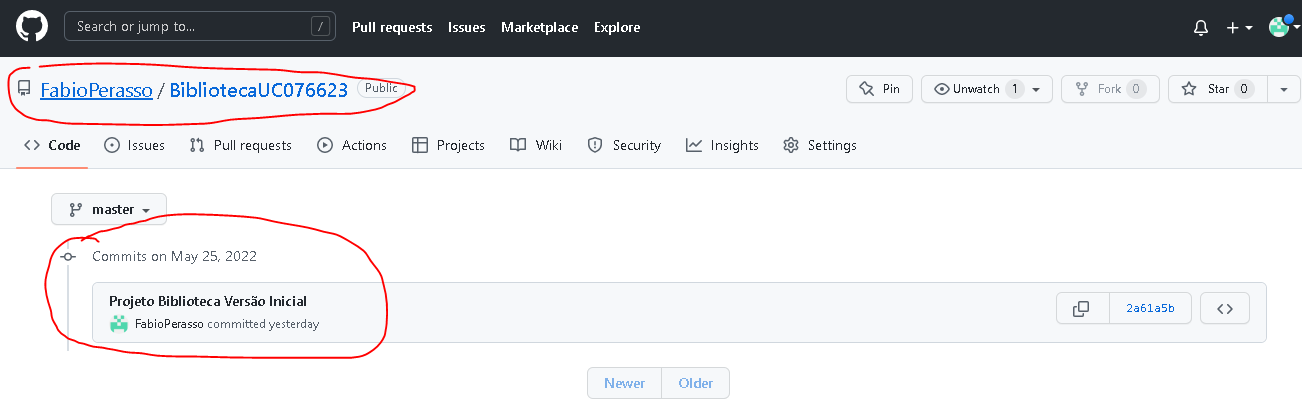 Search or jump to... / Pull requests Issues Marketplace Explore
FabioPerasso / BibliotecaUC076623 Public Pin Unwatch 1 Fork 0 Star 0
Code Issues Pull requests Actions Projects Wiki Security Insights Settings
master
Commits on May 25, 2022
Projeto Biblioteca Versão Inicial
FabioPerasso committed yesterday 2a61a5b
Newer Older